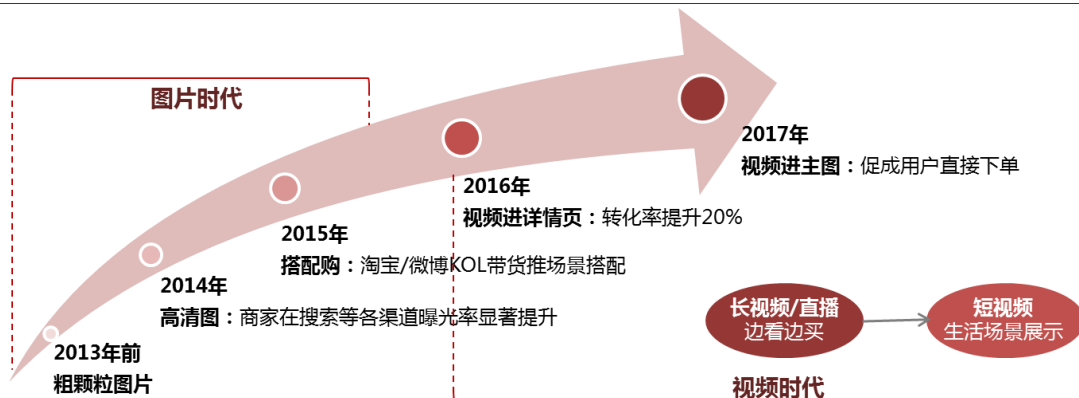 图片时代
2017年
视频进主图：促成用户直接下单
2016年
视频进详情页：转化率提升20%
2015年
搭配购：淘宝/微博KOL带货推场景搭配
2014年
高清图：商家在搜索等各渠道曝光率显著提升
2013年前
粗颗粒图片
长视频/直播
边看边买
短视频
生活场景展示
视频时代